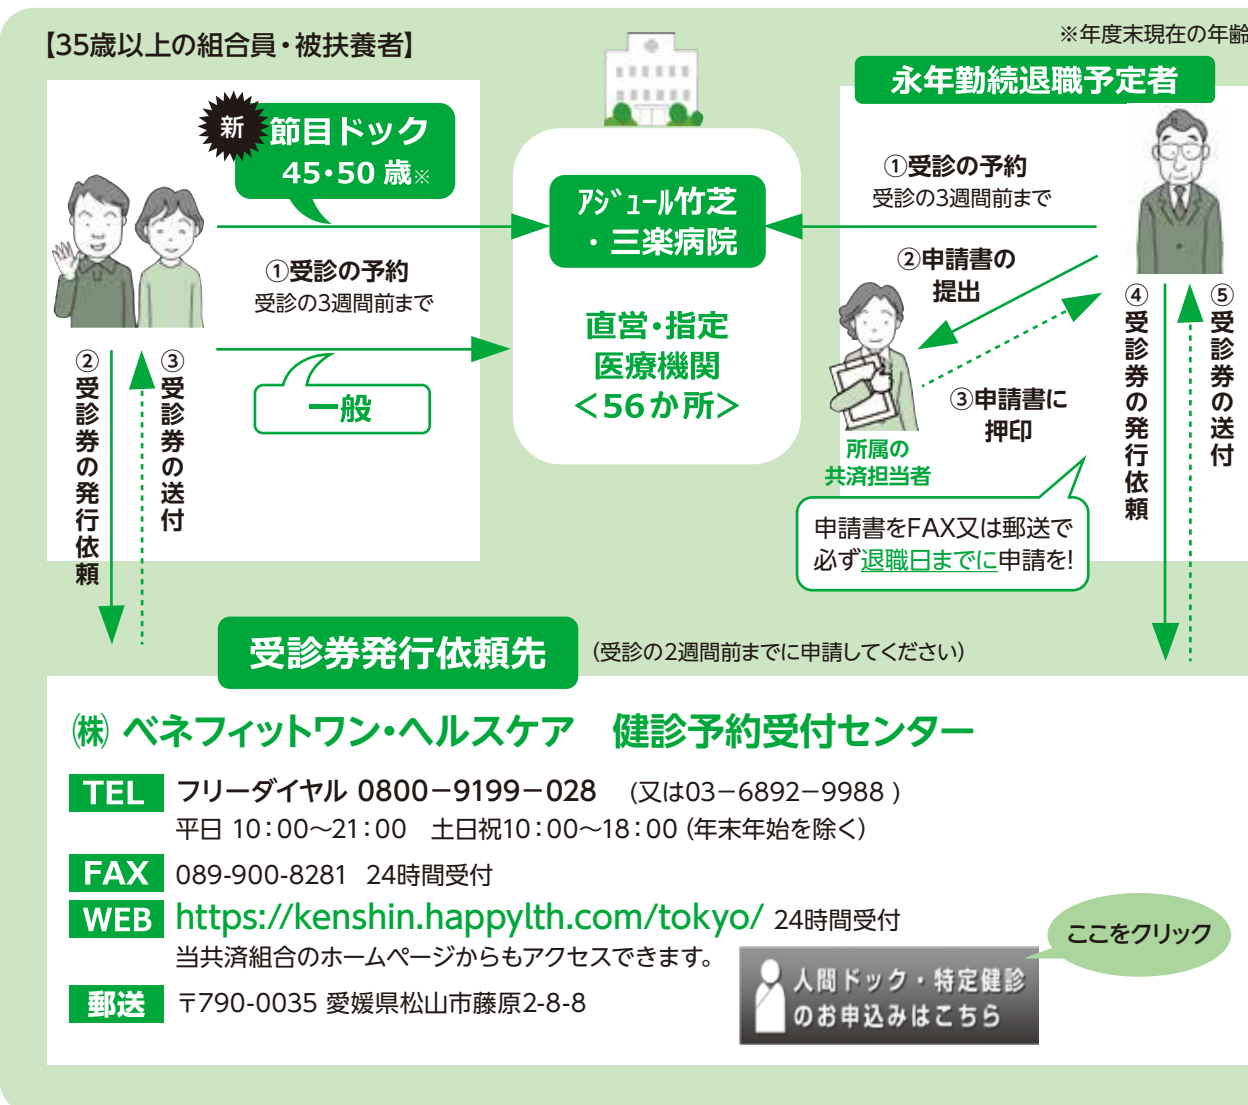 【35歳以上の組合員・被扶養者】
※年度末現在の年齢
新
節目ドック
45・50 歳※
①受診の予約
受診の3週間前まで
一般
②受診券の発行依頼
③受診券の送付
アジュール竹芝
・三楽病院
直営・指定
医療機関
<56か所>
永年勤続退職予定者
①受診の予約
受診の3週間前まで
②申請書の
提出
③申請書に
押印
所属の
共済担当者
④受診券の発行依頼
⑤受診券の送付
申請書をFAX又は郵送で
必ず退職日までに申請を!
受診券発行依頼先
(受診の2週間前までに申請してください)
㈱ ベネフィットワン・ヘルスケア 健診予約受付センター
TEL フリーダイヤル 0800−9199−028 (又は03−6892−9988 )
平日 10:00〜21:00 土日祝10:00〜18:00 (年末年始を除く)
FAX 089-900-8281 24時間受付
WEB https://kenshin.happylth.com/tokyo/ 24時間受付
当共済組合のホームページからもアクセスできます。
ここをクリック
人間ドック・特定健診
のお申込みはこちら
郵送 〒790-0035 愛媛県松山市藤原2-8-8